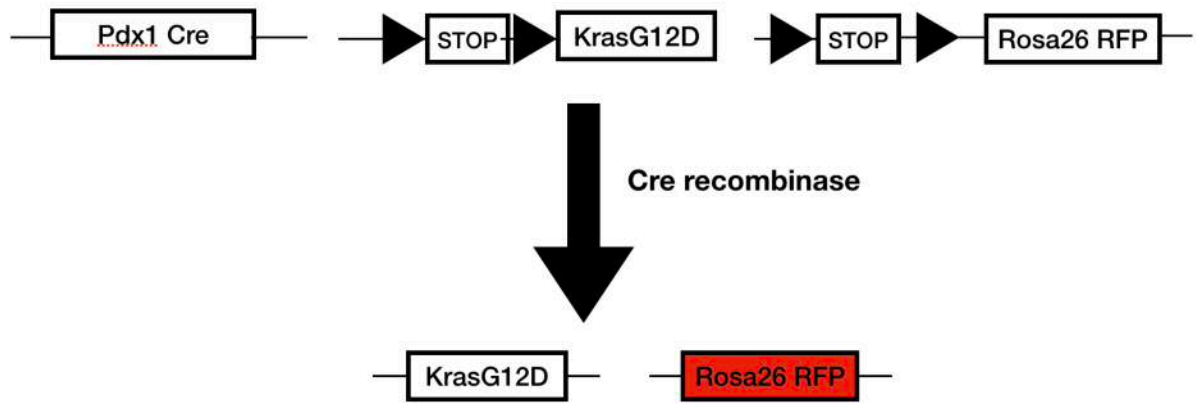 Pdx1 Cre
STOP
KrasG12D
STOP
Rosa26 RFP
Cre recombinase
KrasG12D
Rosa26 RFP